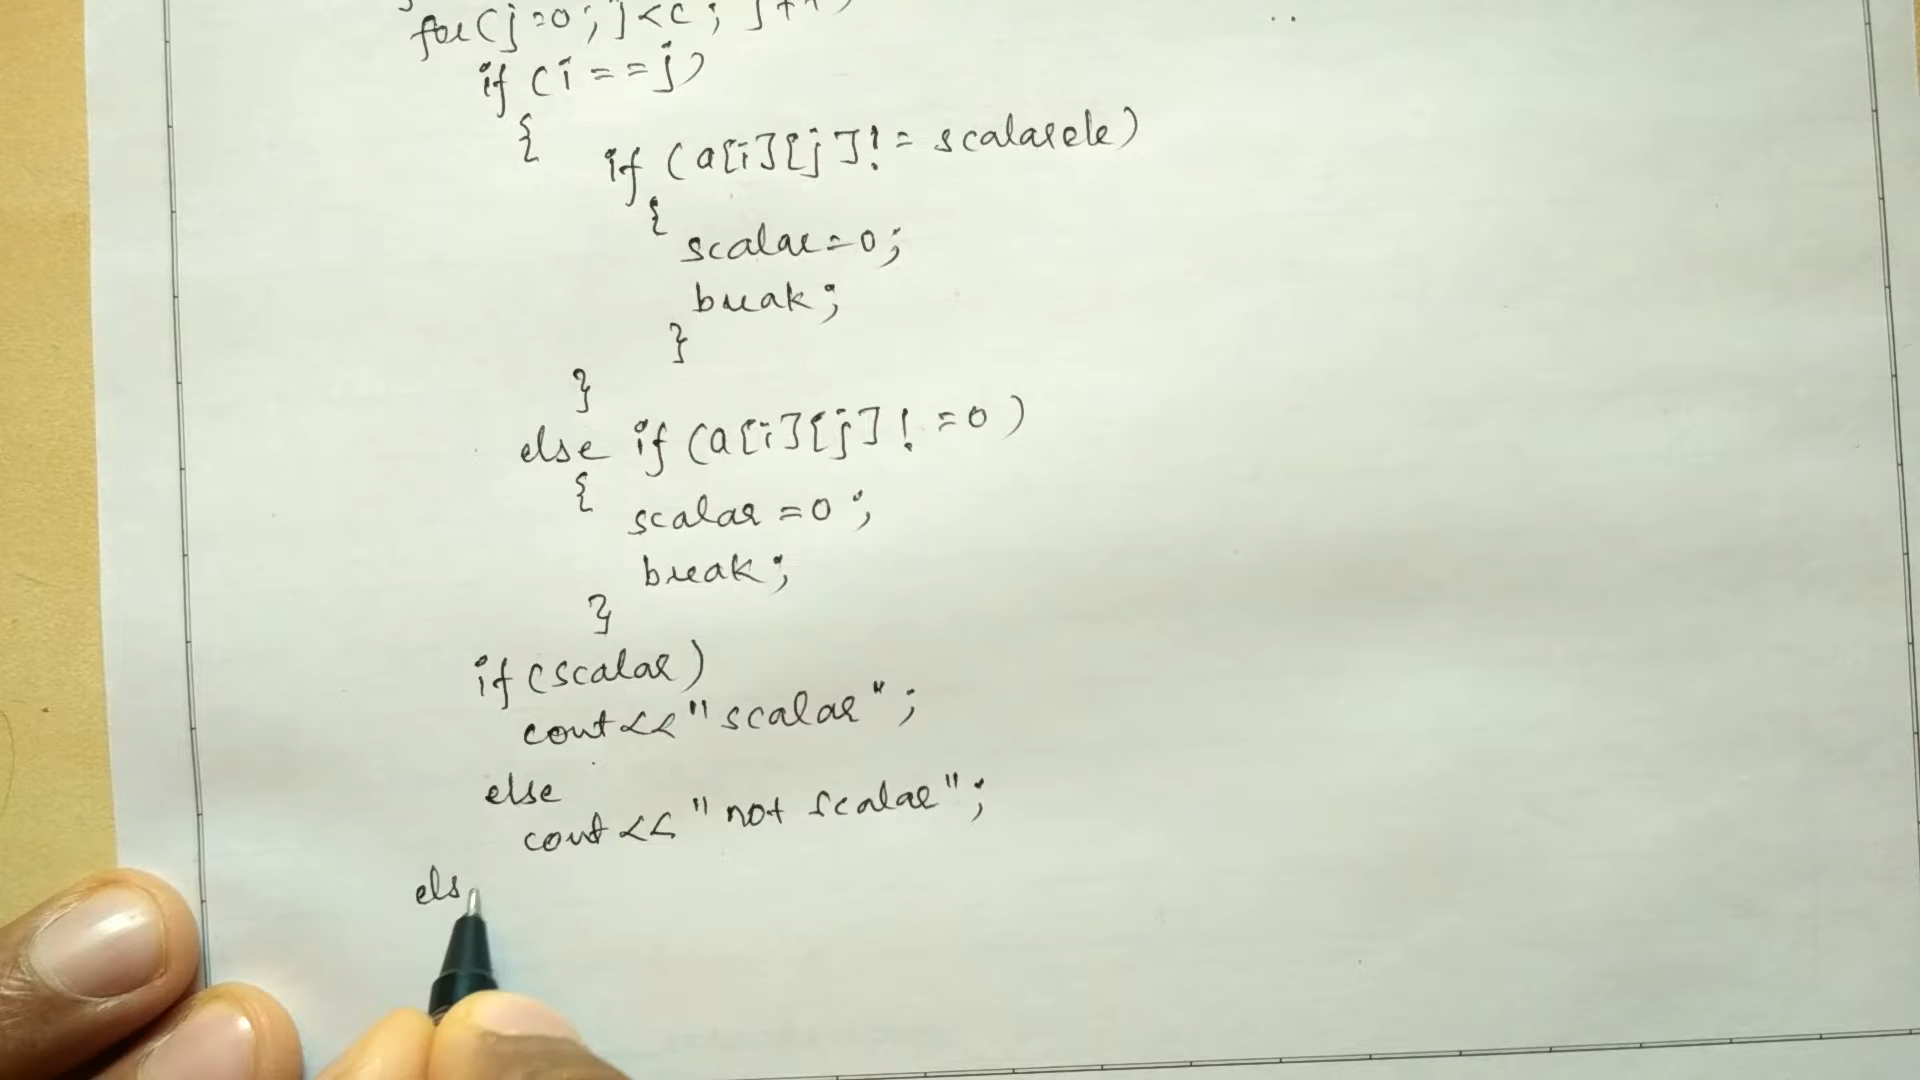 for(j=0; j<c; j++)
if (i==j)
{
if (a[i][j]!=scalarele)
{
scalar=0;
break;
}
}
else if (a[i][j]!=0)
{
scalar=0;
break;
}
if(scalar)
cout<<"scalar";
else
cout<<"not scalar";
els